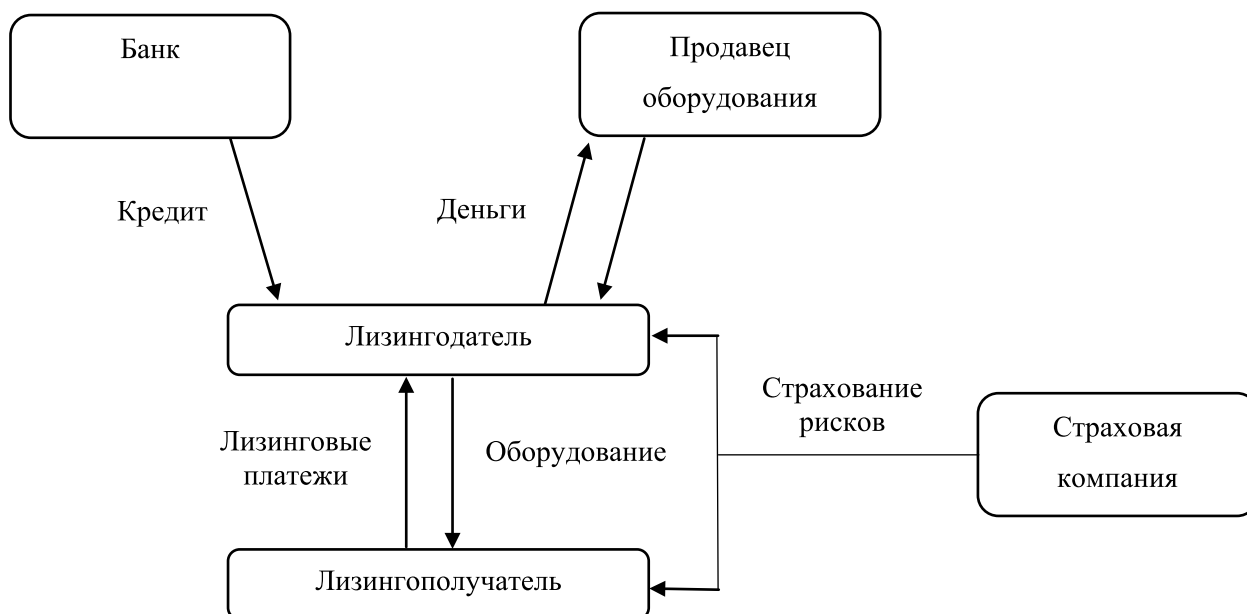 Банк
Продавец
оборудования
Кредит
Деньги
Лизингодатель
Страхование
рисков
Страховая
компания
Лизинговые
платежи
Оборудование
Лизингополучатель